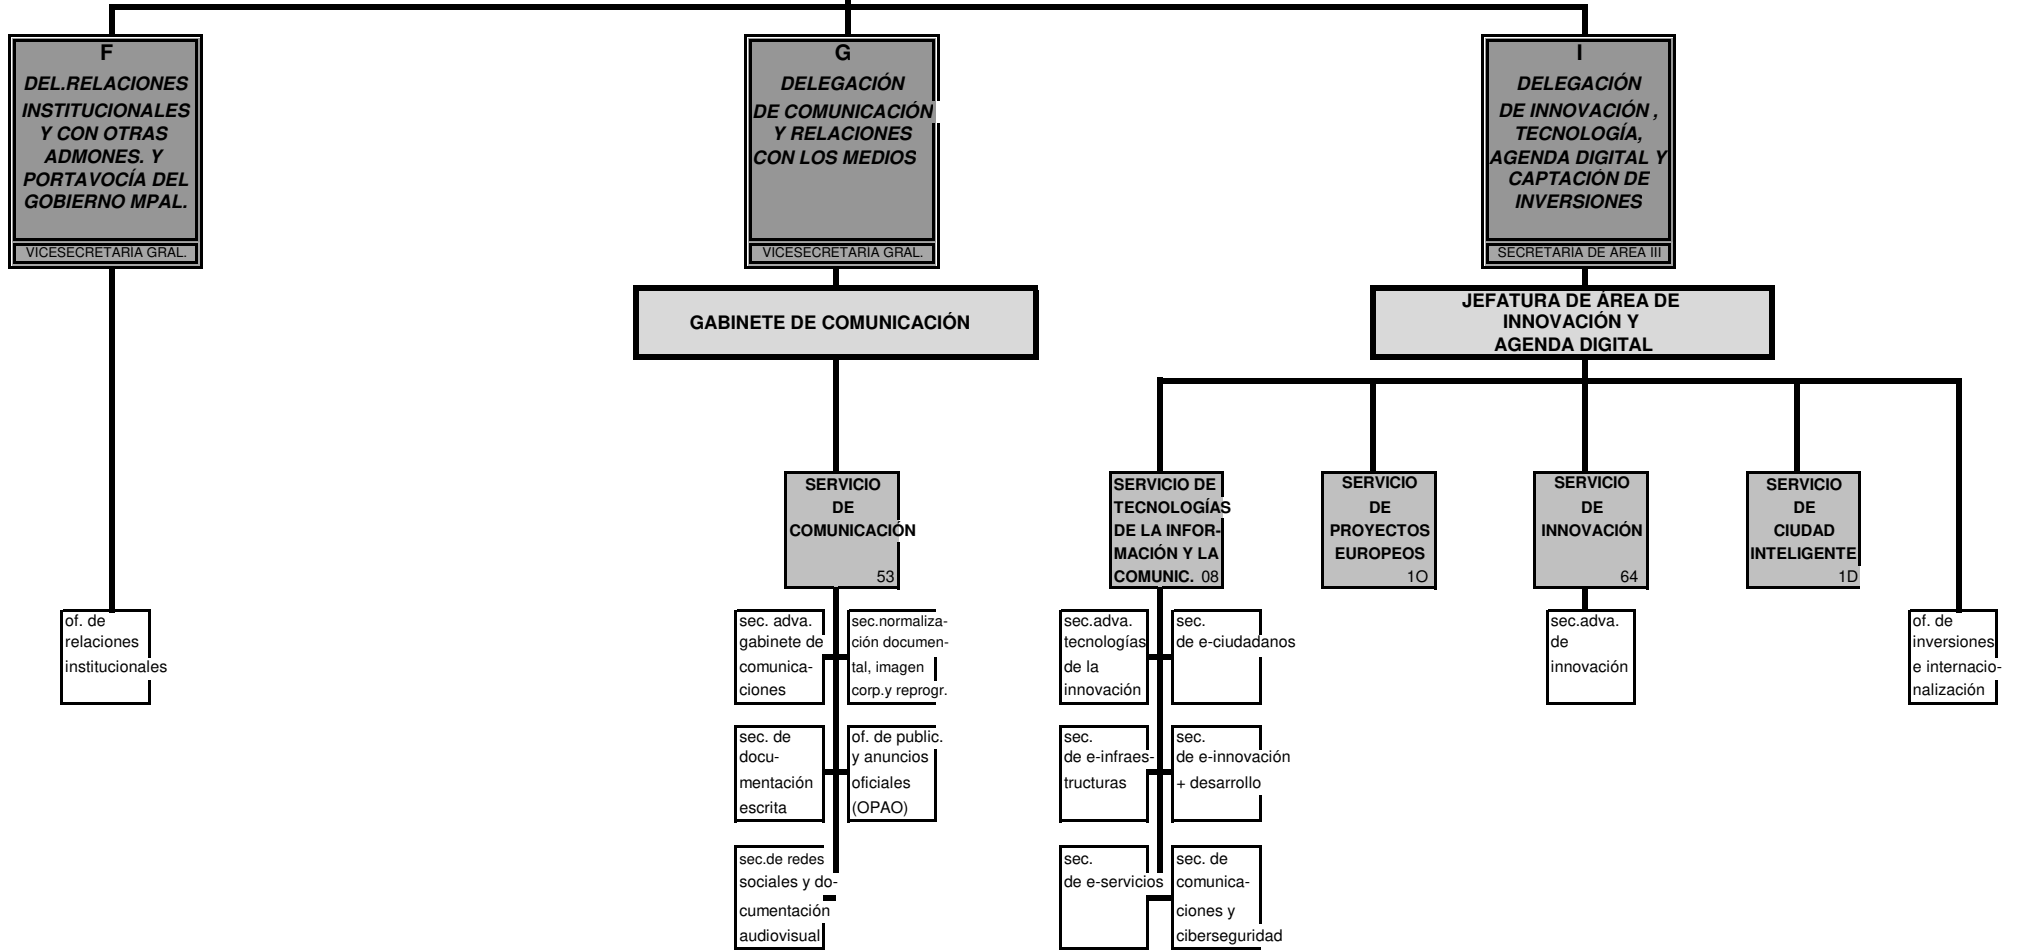 F
DEL.RELACIONES
INSTITUCIONALES
Y CON OTRAS
ADMONES. Y
PORTAVOCÍA DEL
GOBIERNO MPAL.
VICESECRETARIA GRAL.
G
DELEGACIÓN
DE COMUNICACIÓN
Y RELACIONES
CON LOS MEDIOS
VICESECRETARIA GRAL.
I
DELEGACIÓN
DE INNOVACIÓN ,
TECNOLOGÍA,
AGENDA DIGITAL Y
CAPTACIÓN DE
INVERSIONES
SECRETARIA DE ÁREA III
GABINETE DE COMUNICACIÓN
JEFATURA DE ÁREA DE
INNOVACIÓN Y
AGENDA DIGITAL
SERVICIO
DE
COMUNICACIÓN
53
SERVICIO DE
TECNOLOGÍAS
DE LA INFOR-
MACIÓN Y LA
COMUNIC. 08
SERVICIO
DE
PROYECTOS
EUROPEOS
1O
SERVICIO
DE
INNOVACIÓN
64
SERVICIO
DE
CIUDAD
INTELIGENTE
1D
of. de
relaciones
institucionales
sec. adva.
gabinete de
comunica-
ciones
sec.normaliza-
ción documen-
tal, imagen
corp.y reprogr.
sec.adva.
tecnologías
de la
innovación
sec.
de e-ciudadanos
sec.adva.
de
innovación
of. de
inversiones
e internacio-
nalización
sec. de
docu-
mentación
escrita
of. de public.
y anuncios
oficiales
(OPAO)
sec.
de e-infraes-
tructuras
sec.
de e-innovación
+ desarrollo
sec.de redes
sociales y do-
cumentación
audiovisual
sec.
de e-servicios
sec. de
comunica-
ciones y
ciberseguridad